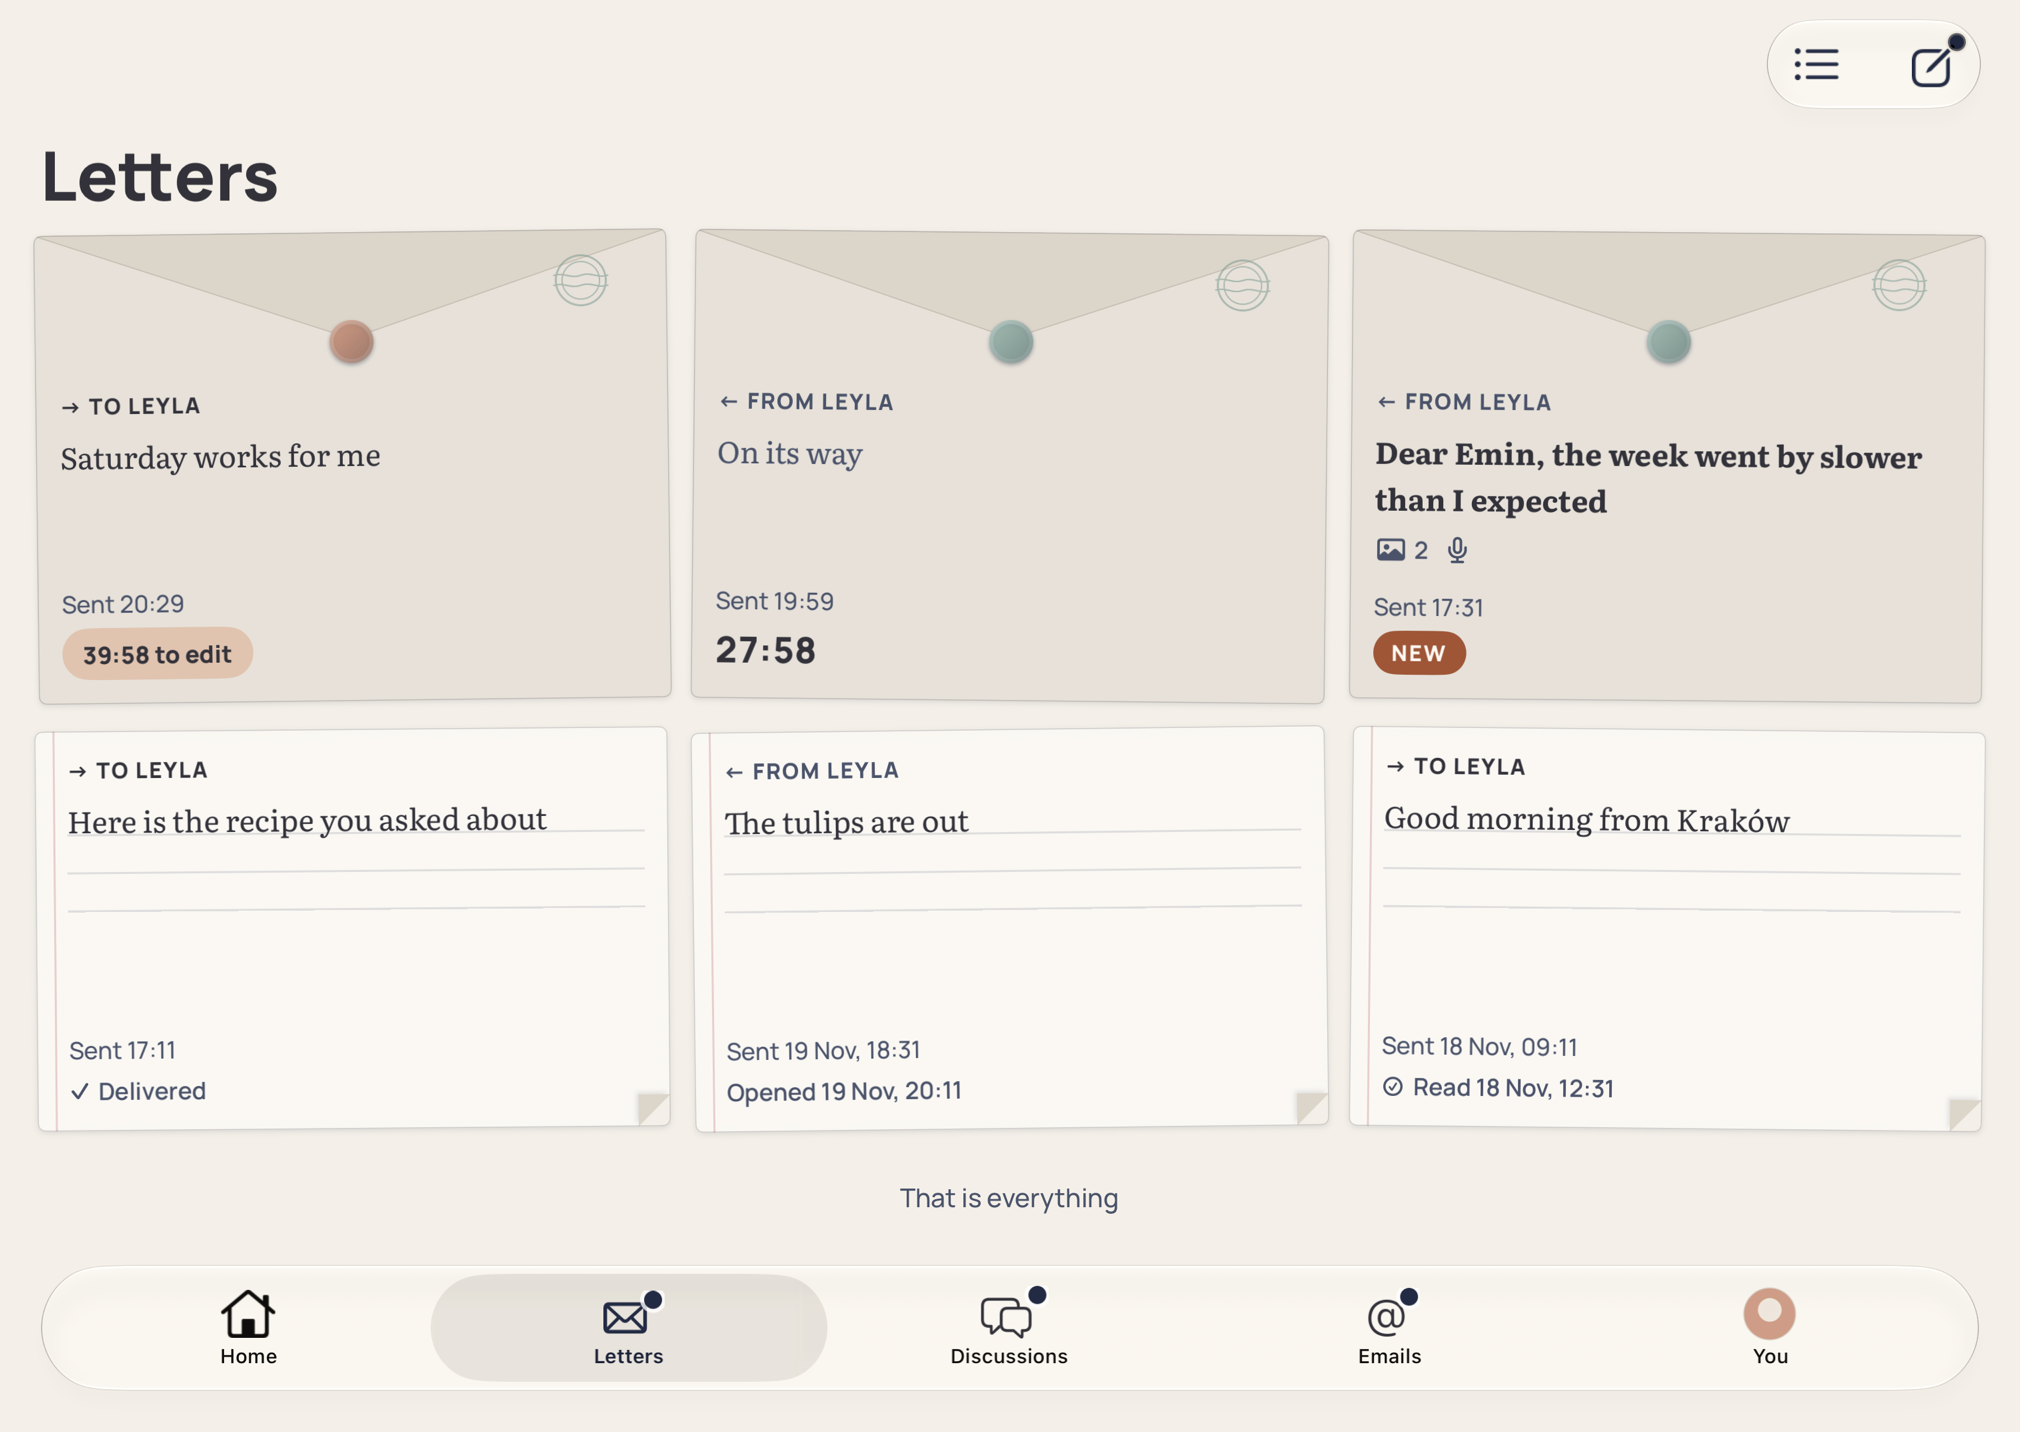 Letters
→ TO LEYLA
Saturday works for me
Sent 20:29
39:58 to edit
← FROM LEYLA
On its way
Sent 19:59
27:58
← FROM LEYLA
Dear Emin, the week went by slower
than I expected
2
Sent 17:31
NEW
→ TO LEYLA
Here is the recipe you asked about
Sent 17:11
✓ Delivered
← FROM LEYLA
The tulips are out
Sent 19 Nov, 18:31
Opened 19 Nov, 20:11
→ TO LEYLA
Good morning from Kraków
Sent 18 Nov, 09:11
Read 18 Nov, 12:31
That is everything
Home
Letters
Discussions
@
Emails
You